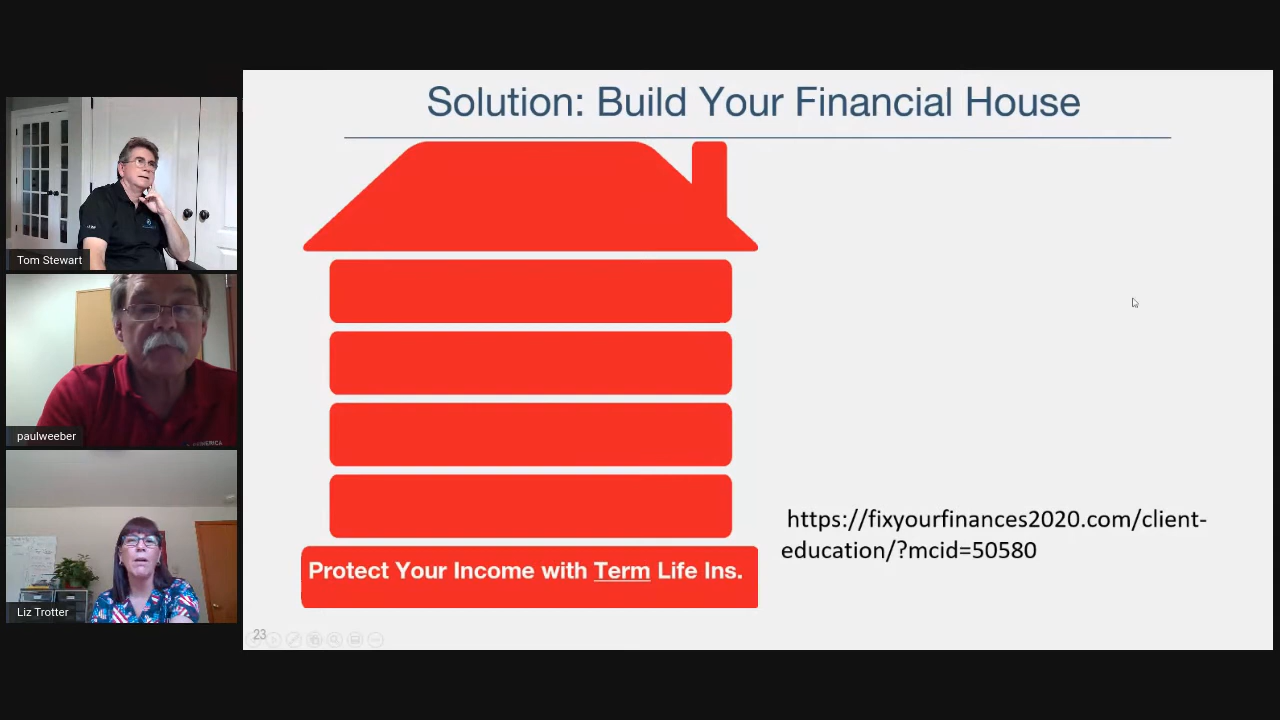 Solution: Build Your Financial House
Tom Stewart
paulweeber
Liz Trotter
https://fixyourfinances2020.com/client-
education/?mcid=50580
Protect Your Income with Term Life Ins.
23